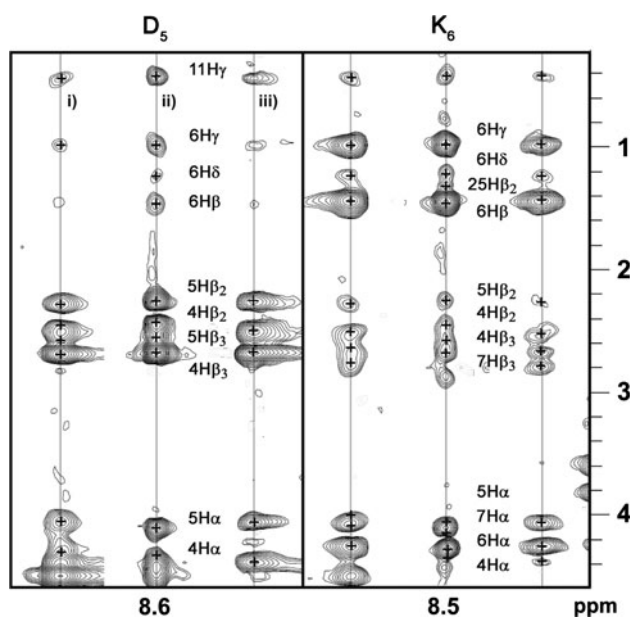 D₅ K₆
11Hγ
i) ii) iii)
6Hγ
6Hδ
6Hβ
5Hβ₂
4Hβ₂
5Hβ₃
4Hβ₃
5Hα
4Hα
6Hγ
6Hδ
25Hβ₂
6Hβ
5Hβ₂
4Hβ₂
4Hβ₃
7Hβ₃
5Hα
7Hα
6Hα
4Hα
1
2
3
4
8.6 8.5 ppm